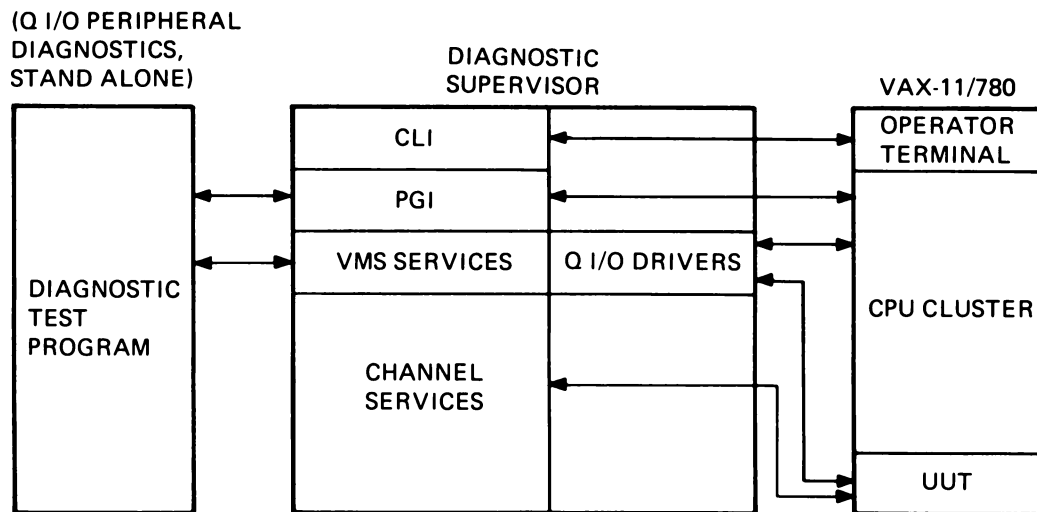 (Q I/O PERIPHERAL
DIAGNOSTICS,
STAND ALONE)
DIAGNOSTIC
SUPERVISOR
VAX-11/780
CLI
OPERATOR
TERMINAL
PGI
VMS SERVICES
Q I/O DRIVERS
DIAGNOSTIC
TEST
PROGRAM
CPU CLUSTER
CHANNEL
SERVICES
UUT